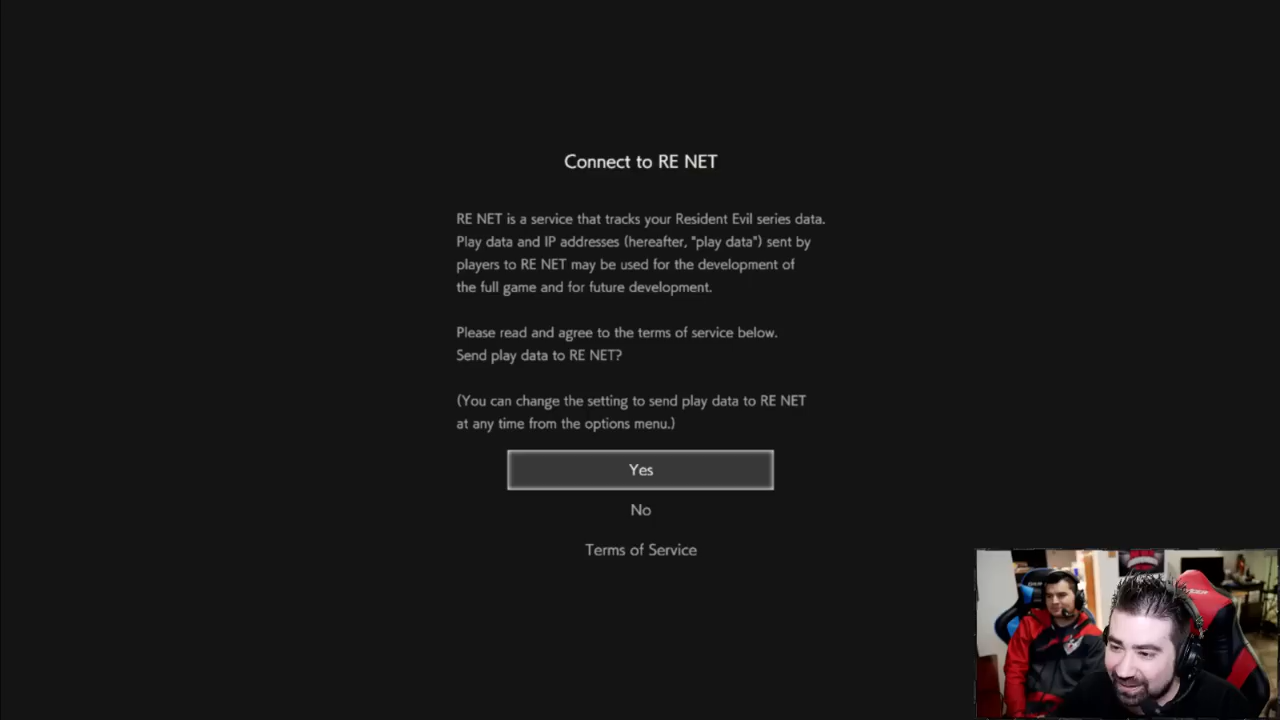 Connect to RE NET
RE NET is a service that tracks your Resident Evil series data.
Play data and IP addresses (hereafter, "play data") sent by
players to RE NET may be used for the development of
the full game and for future development.
Please read and agree to the terms of service below.
Send play data to RE NET?
(You can change the setting to send play data to RE NET
at any time from the options menu.)
Yes
No
Terms of Service